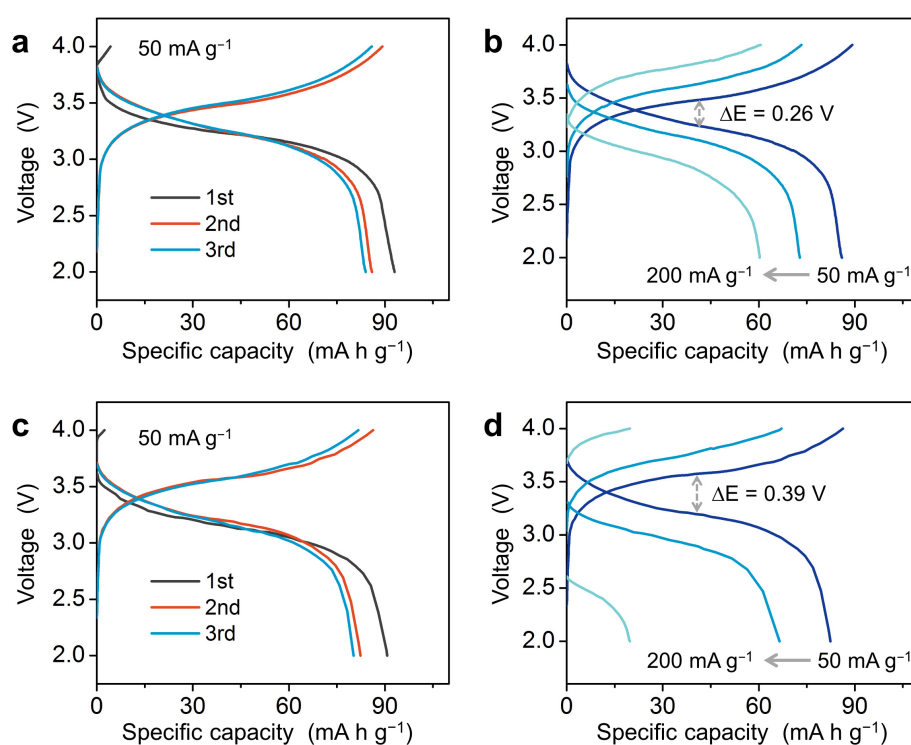 a
50 mA g⁻¹
4.0
3.5
3.0
2.5
2.0
Voltage (V)
1st
2nd
3rd
0
30
60
90
Specific capacity (mA h g⁻¹)
b
4.0
3.5
3.0
2.5
2.0
Voltage (V)
ΔE = 0.26 V
200 mA g⁻¹ ← 50 mA g⁻¹
0
30
60
90
Specific capacity (mA h g⁻¹)
c
50 mA g⁻¹
4.0
3.5
3.0
2.5
2.0
Voltage (V)
1st
2nd
3rd
0
30
60
90
Specific capacity (mA h g⁻¹)
d
4.0
3.5
3.0
2.5
2.0
Voltage (V)
ΔE = 0.39 V
200 mA g⁻¹ ← 50 mA g⁻¹
0
30
60
90
Specific capacity (mA h g⁻¹)